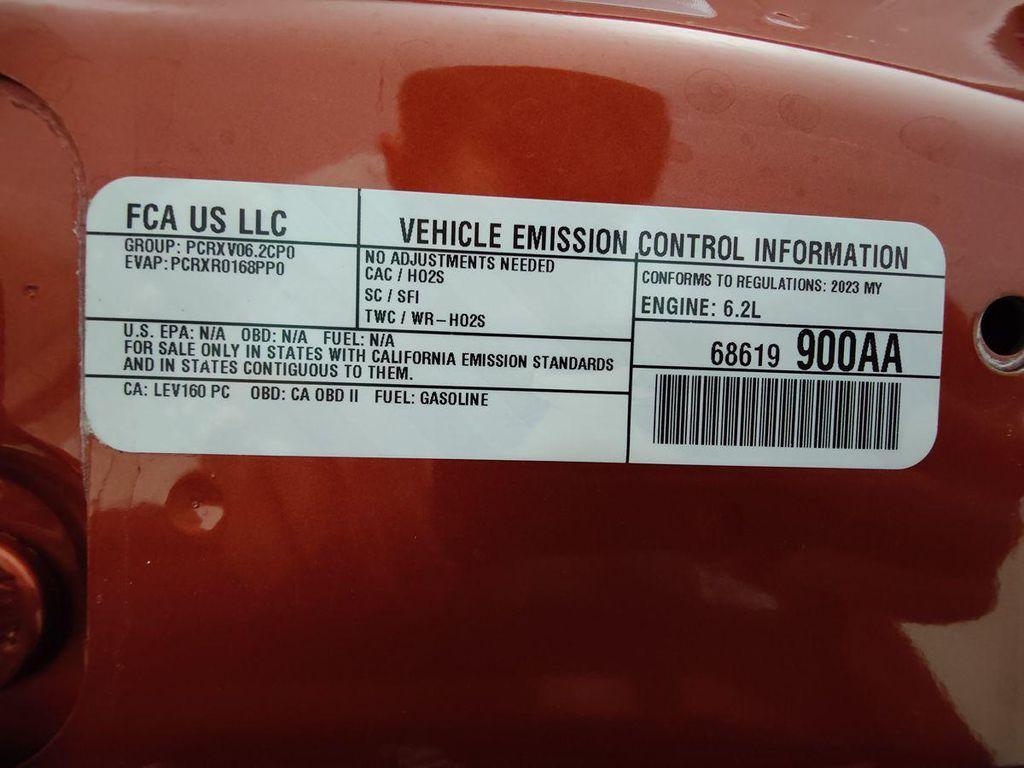 FCA US LLC
VEHICLE EMISSION CONTROL INFORMATION
GROUP: PCRXV06.2CP0
EVAP: PCRXR0168PP0
NO ADJUSTMENTS NEEDED
CAC / HO2S
SC / SFI
TWC / WR-HO2S
CONFORMS TO REGULATIONS: 2023 MY
ENGINE: 6.2L
U.S. EPA: N/A OBD: N/A FUEL: N/A
FOR SALE ONLY IN STATES WITH CALIFORNIA EMISSION STANDARDS
AND IN STATES CONTIGUOUS TO THEM.
68619 900AA
CA: LEV160 PC OBD: CA OBD II FUEL: GASOLINE